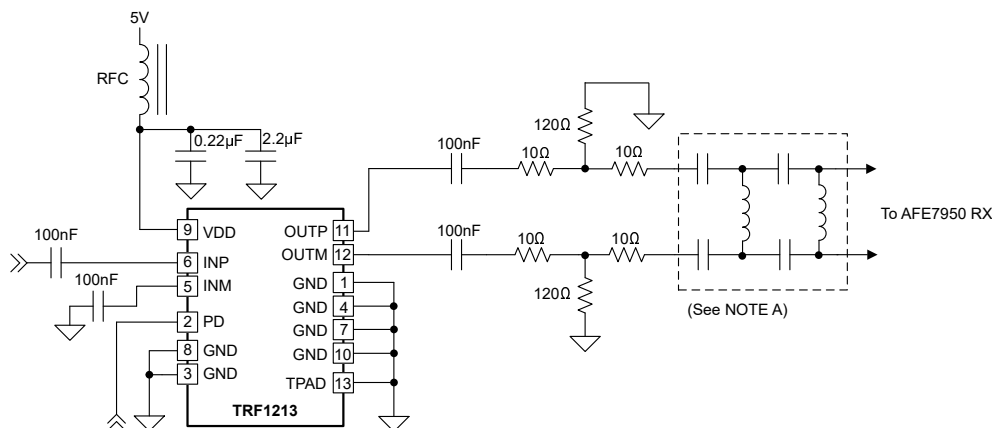 5V
RFC
0.22µF
2.2µF
120Ω
100nF
10Ω
10Ω
To AFE7950 RX
9 VDD
OUTP 11
100nF
6 INP
OUTM 12
100nF
10Ω
10Ω
5 INM
GND 1
100nF
120Ω
2 PD
GND 4
(See NOTE A)
8 GND
GND 7
3 GND
GND 10
TPAD 13
TRF1213